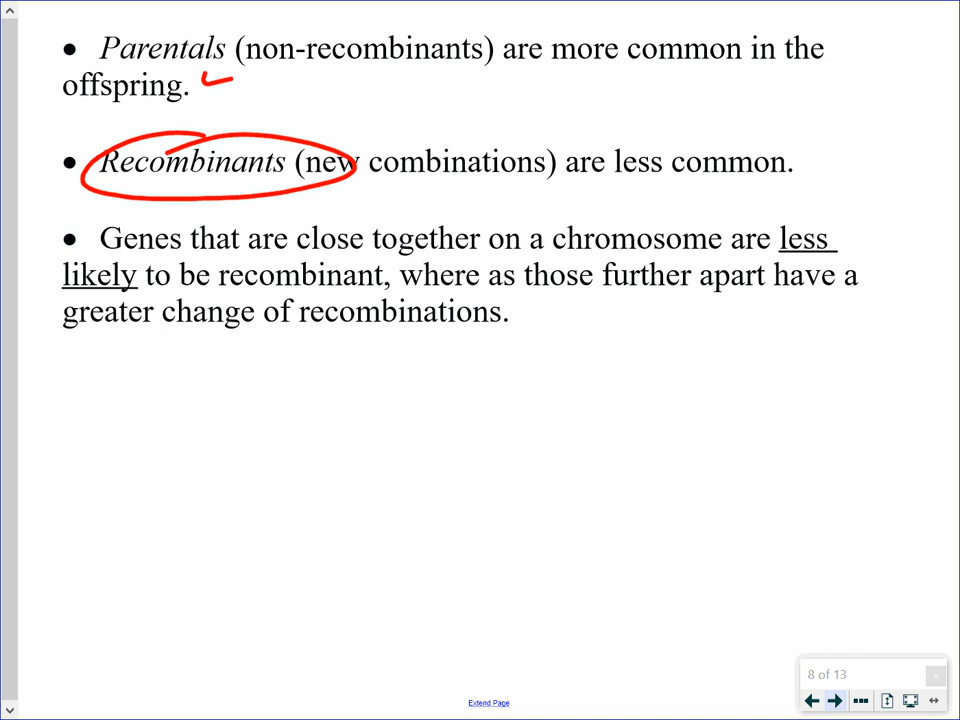 • Parentals (non-recombinants) are more common in the
offspring.
• Recombinants (new combinations) are less common.
• Genes that are close together on a chromosome are less
likely to be recombinant, where as those further apart have a
greater change of recombinations.
8 of 13
Extend Page